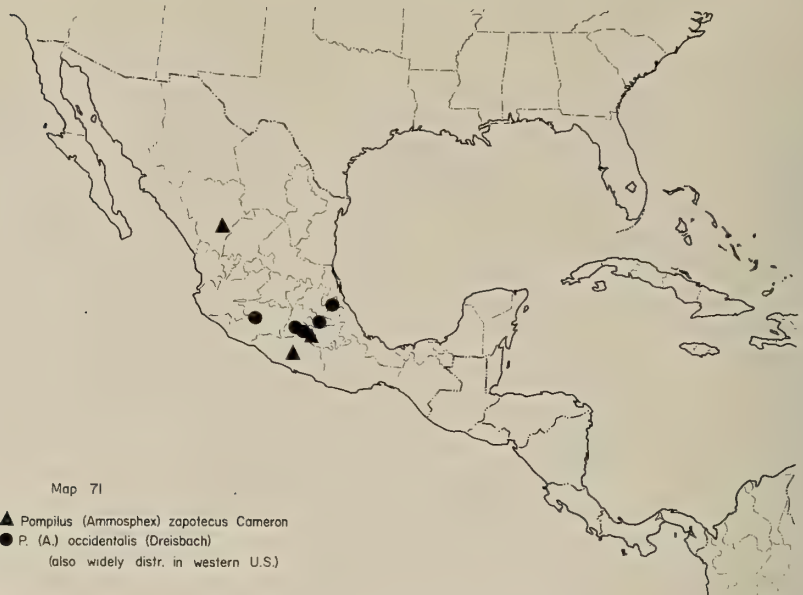 Map 71
▲ Pompilus (Ammosphex) zapotecus Cameron
● P. (A.) occidentalis (Dreisbach)
(also widely distr. in western U.S.)